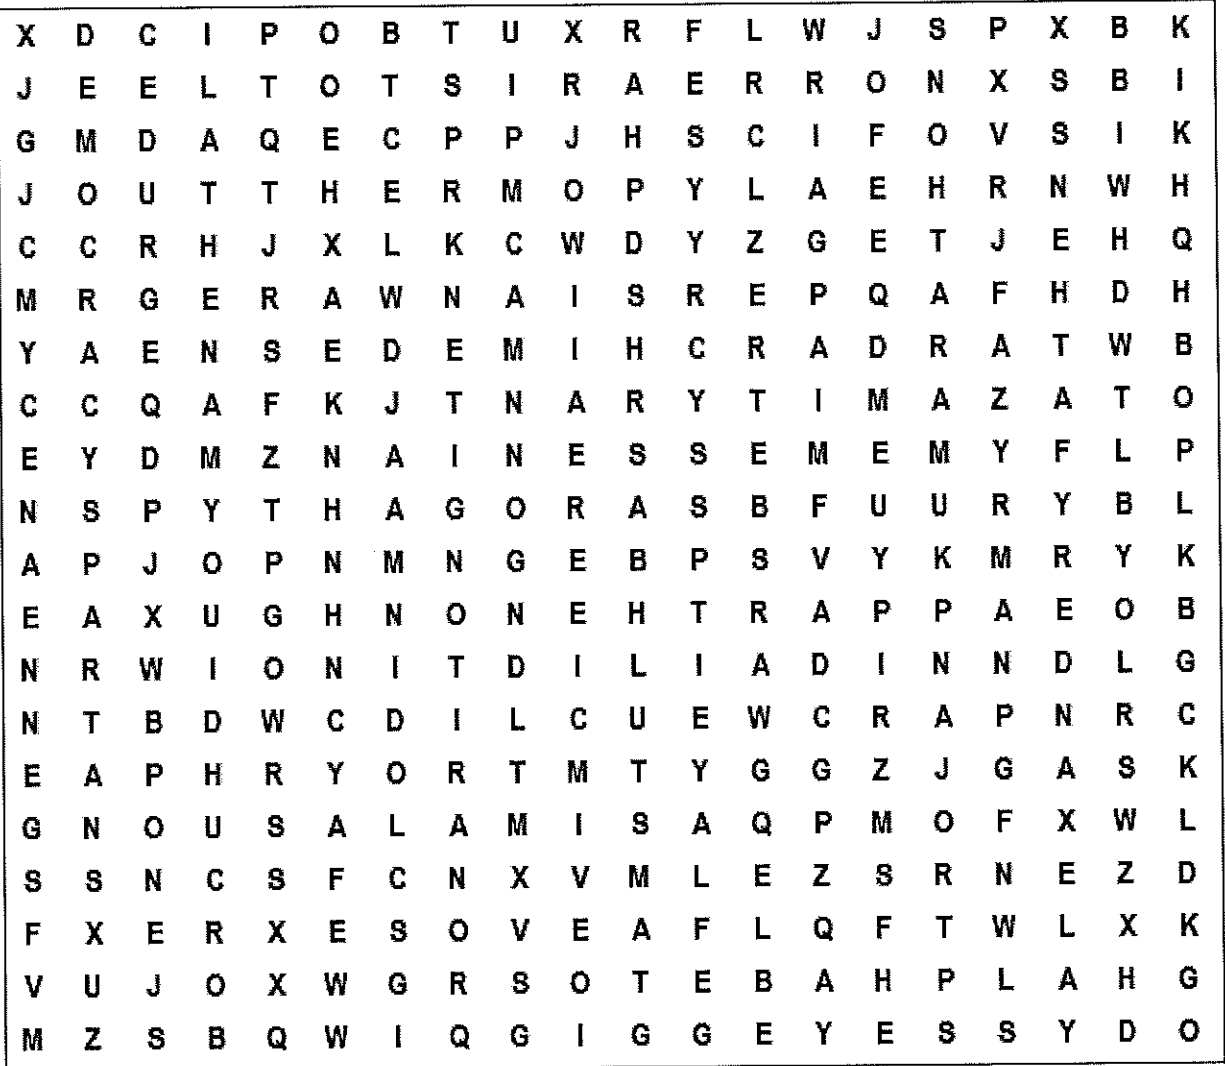 X D C I P O B T U X R F L W J S P X B K
J E E L T O T S I R A E R R O N X S B I
G M D A Q E C P P J H S C I F O V S I K
J O U T T H E R M O P Y L A E H R N W H
C C R H J X L K C W D Y Z G E T J E H Q
M R G E R A W N A I S R E P Q A F H D H
Y A E N S E D E M I H C R A D R A T W B
C C Q A F K J T N A R Y T I M A Z A T O
E Y D M Z N A I N E S S E M E M Y F L P
N S P Y T H A G O R A S B F U U R Y B L
A P J O P N M N G E B P S V Y K M R Y K
E A X U G H N O N E H T R A P P A E O B
N R W I O N I T D I L I A D I N N D L G
N T B D W C D I L C U E W C R A P N R C
E A P H R Y O R T M T Y G G Z J G A S K
G N O U S A L A M I S A Q P M O F X W L
S S N C S F C N X V M L E Z S R N E Z D
F X E R X E S O V E A F L Q F T W L X K
V U J O X W G R S O T E B A H P L A H G
M Z S B Q W I Q G I G G E Y E S S Y D O